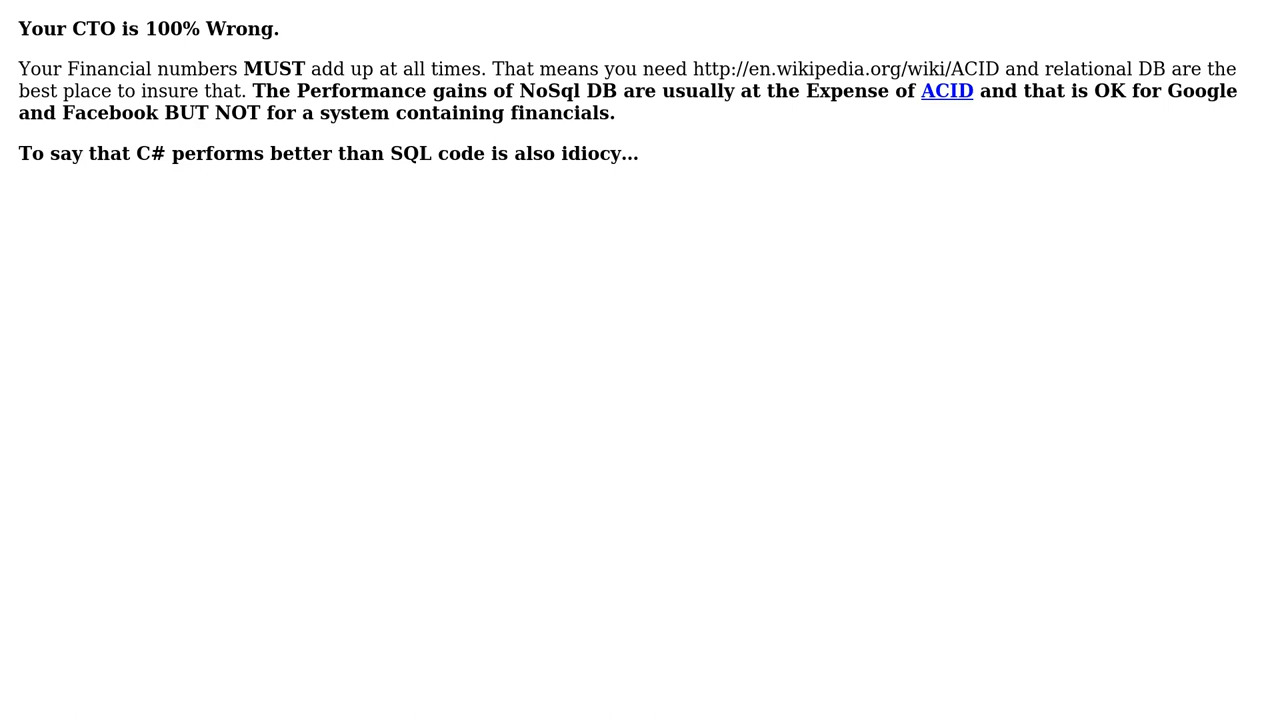 Your CTO is 100% Wrong.
Your Financial numbers MUST add up at all times. That means you need http://en.wikipedia.org/wiki/ACID and relational DB are the
best place to insure that. The Performance gains of NoSql DB are usually at the Expense of ACID and that is OK for Google
and Facebook BUT NOT for a system containing financials.
To say that C# performs better than SQL code is also idiocy...